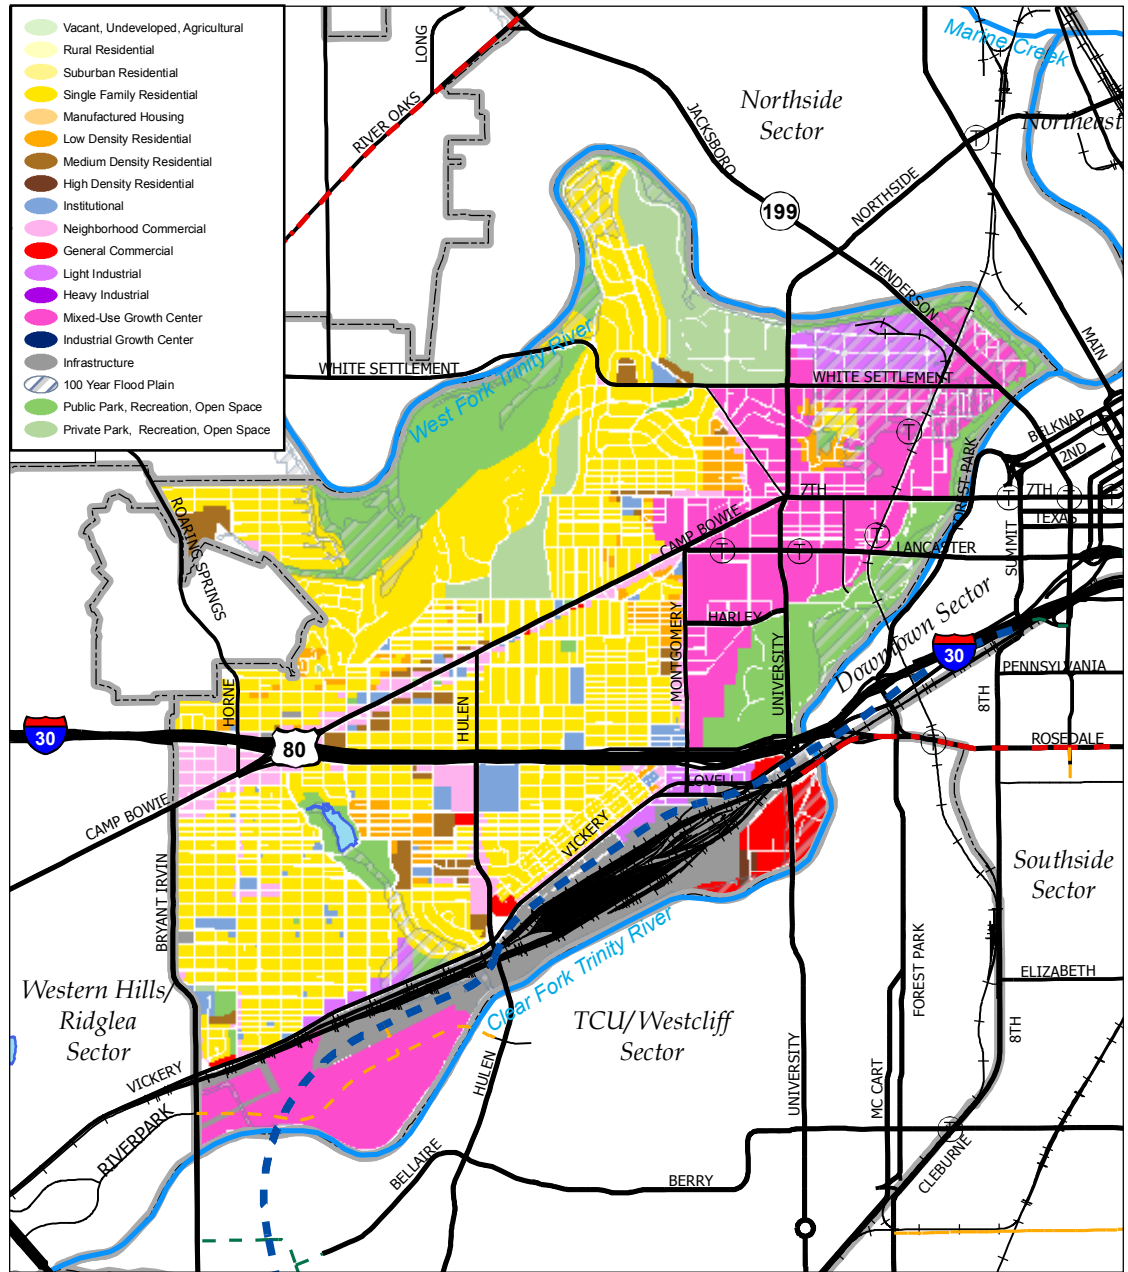 Vacant, Undeveloped, Agricultural
Rural Residential
Suburban Residential
Single Family Residential
Manufactured Housing
Low Density Residential
Medium Density Residential
High Density Residential
Institutional
Neighborhood Commercial
General Commercial
Light Industrial
Heavy Industrial
Mixed-Use Growth Center
Industrial Growth Center
Infrastructure
100 Year Flood Plain
Public Park, Recreation, Open Space
Private Park, Recreation, Open Space
LONG
RIVER OAKS
JACKSBORO
Northside
Sector
Marine Creek
Northeast
199
NORTHSIDE
HENDERSON
MAIN
WHITE SETTLEMENT
West Fork Trinity River
WHITE SETTLEMENT
T
T
BELKNAP
2ND
FOREST PARK
7TH
7TH
T
T
T
T
TEXAS
ROARING SPRINGS
CAMP BOWIE
T
T
T
LANCASTER
SUMMIT
MONTGOMERY
HARLEY
UNIVERSITY
Downtown Sector
30
PENNSYLVANIA
8TH
HORNE
HULEN
30
80
T
ROSEDALE
LOVELL
CAMP BOWIE
VICKERY
BRYANT IRVIN
Southside
Sector
Clear Fork Trinity River
FOREST PARK
ELIZABETH
Western Hills/
Ridglea
Sector
TCU/Westcliff
Sector
8TH
VICKERY
HULEN
UNIVERSITY
MC CART
RIVERPARK
T
BELLAIRE
BERRY
CLEBURNE